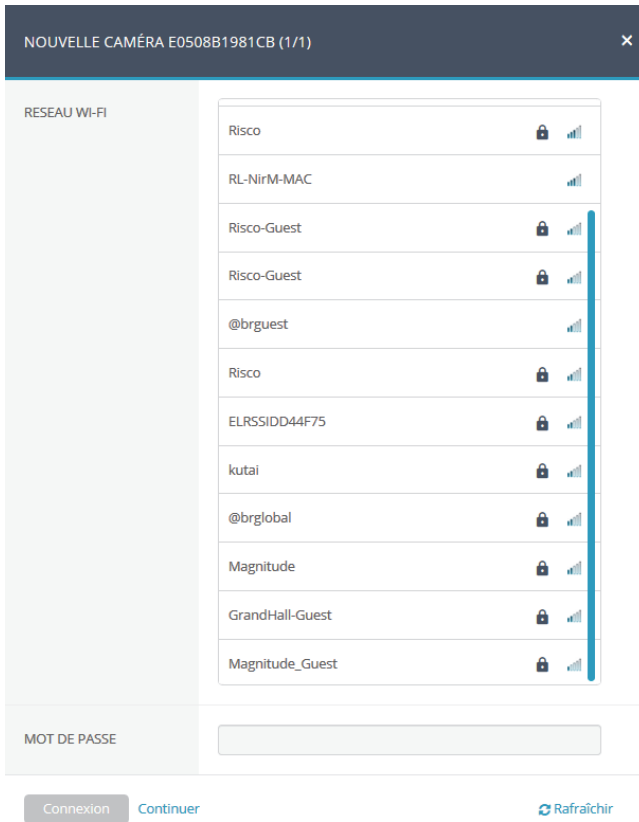 NOUVELLE CAMÉRA E0508B1981CB (1/1)
RESEAU WI-FI
Risco
RL-NirM-MAC
Risco-Guest
Risco-Guest
@brguest
Risco
ELRSSIDD44F75
kutai
@brglobal
Magnitude
GrandHall-Guest
Magnitude_Guest
MOT DE PASSE
Connexion Continuer Rafraîchir